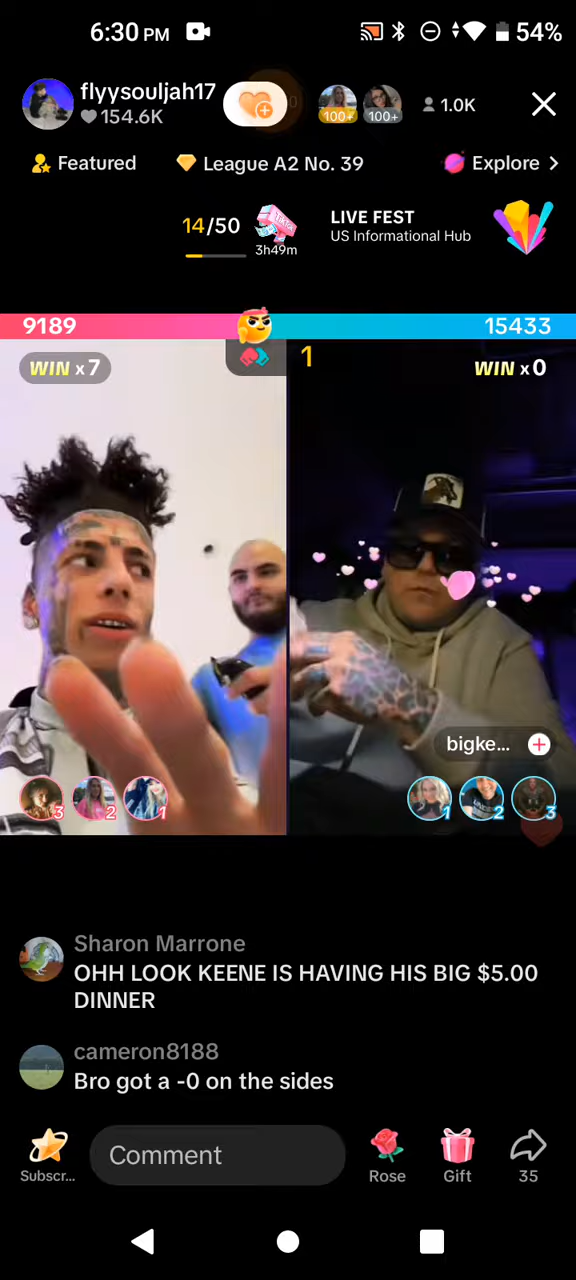 6:30 PM
54%
flyysouljah17
154.6K
100+
100+
1.0K
Featured
League A2 No. 39
Explore >
14/50
3h49m
LIVE FEST
US Informational Hub
9189
15433
WIN x 7
1
WIN x 0
bigke...
3
2
1
1
2
3
Sharon Marrone
OHH LOOK KEENE IS HAVING HIS BIG $5.00
DINNER
cameron8188
Bro got a -0 on the sides
Subscr...
Comment
Rose
Gift
35